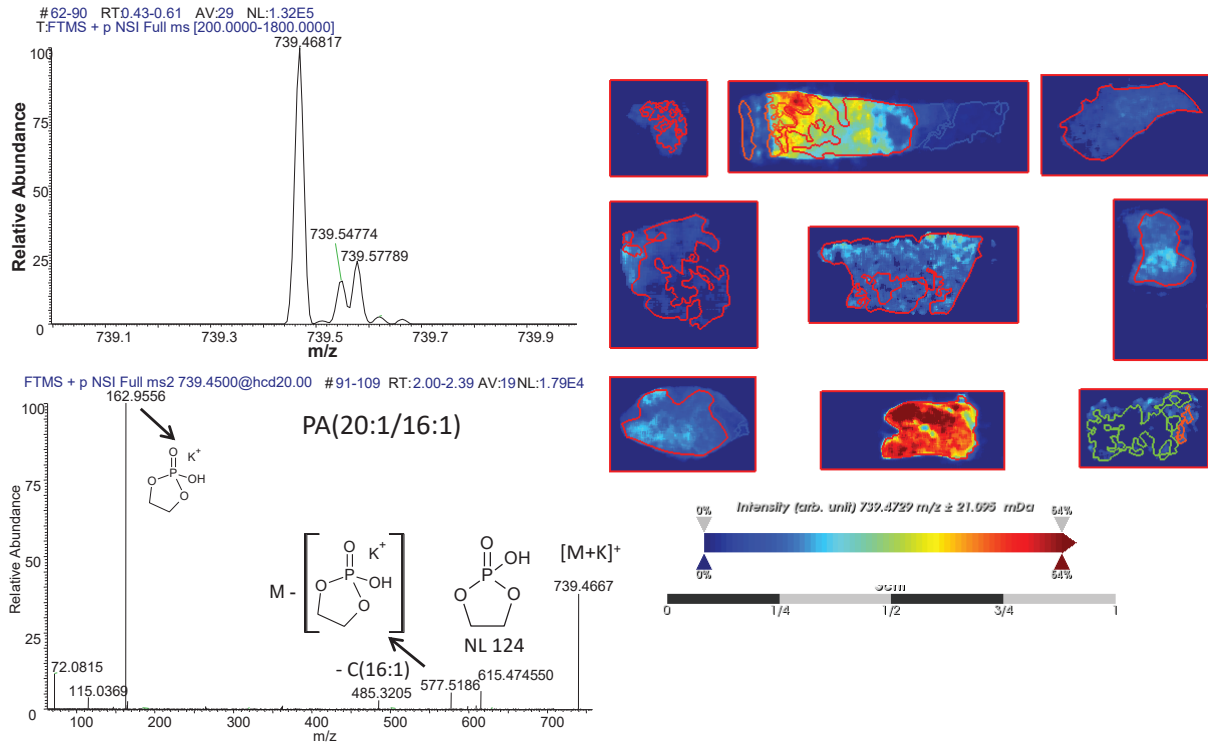 #62-90 RT:0.43-0.61 AV:29 NL:1.32E5
T:FTMS + p NSI Full ms [200.0000-1800.0000]
739.46817
100
75
50
25
0
Relative Abundance
739.54774
739.57789
739.1
739.3
739.5
739.7
739.9
m/z
FTMS + p NSI Full ms2 739.4500@hcd20.00 #91-109 RT:2.00-2.39 AV:19NL:1.79E4
162.9556
100
75
50
25
0
Relative Abundance
PA(20:1/16:1)
O
K+
P
OH
O
O
M -
O
K+
P
OH
O
O
O
OH
P
O
O
NL 124
[M+K]+
739.4667
- C(16:1)
72.0815
115.0369
485.3205
577.5186
615.474550
100
200
300
400
500
600
700
m/z
0%
Intensity (arb. unit) 739.4729 m/z ± 21.095 mDa
64%
0%
64%
0
1/4
1/2
3/4
1